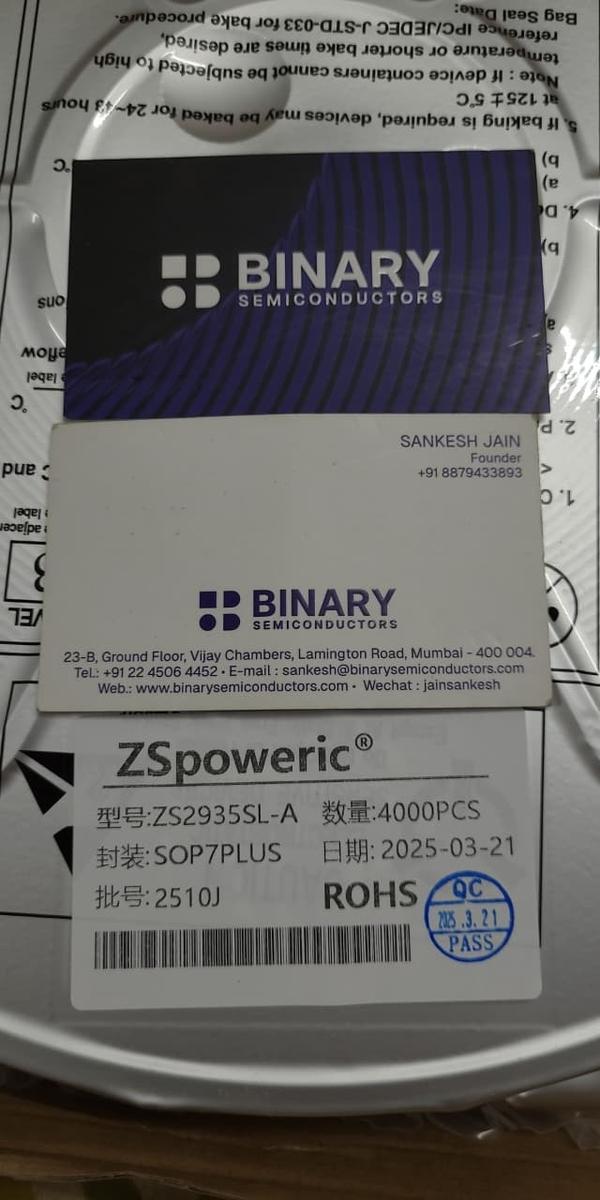 Bag Seal Date:
reference IPC/JEDEC J-STD-033 for bake procedure.
temperature or shorter bake times are desired,
Note : If device containers cannot be subjected to high
at 125 ± 5°C
5. If baking is required, devices may be baked for 24~48 hours
b)
°C
a)
4.
b)
a)
2.
°C
1.
and
BINARY
SEMICONDUCTORS
SANKESH JAIN
Founder
+91 8879433893
BINARY
SEMICONDUCTORS
23-B, Ground Floor, Vijay Chambers, Lamington Road, Mumbai - 400 004.
Tel.: +91 22 4506 4452 • E-mail : sankesh@binarysemiconductors.com
Web.: www.binarysemiconductors.com • Wechat : jainsankesh
ZSpoweric®
型号:ZS2935SL-A 数量:4000PCS
封装:SOP7PLUS 日期: 2025-03-21
批号:2510J ROHS
QC
2025.3.21
PASS